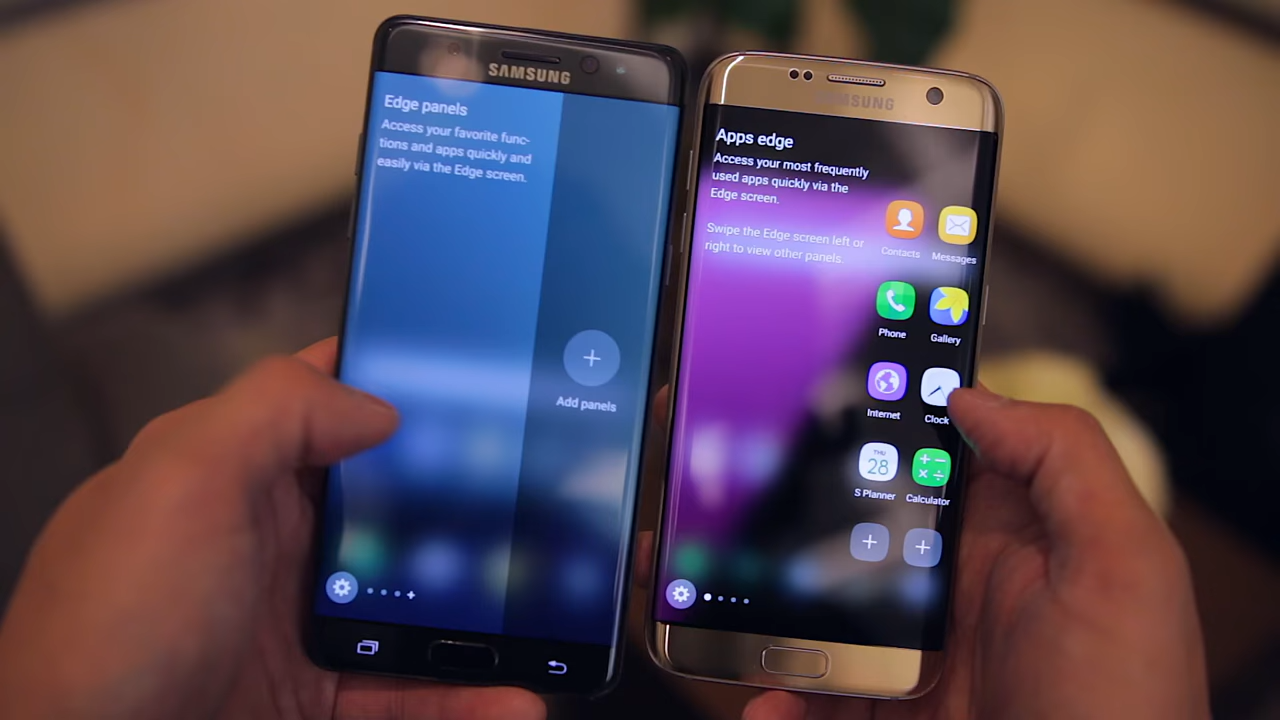 SAMSUNG
Edge panels
Access your favorite func-
tions and apps quickly and
easily via the Edge screen.
Add panels
SAMSUNG
Apps edge
Access your most frequently
used apps quickly via the
Edge screen.
Swipe the Edge screen left or
right to view other panels.
Contacts
Messages
Phone
Gallery
Internet
Clock
THU
28
S Planner
Calculator